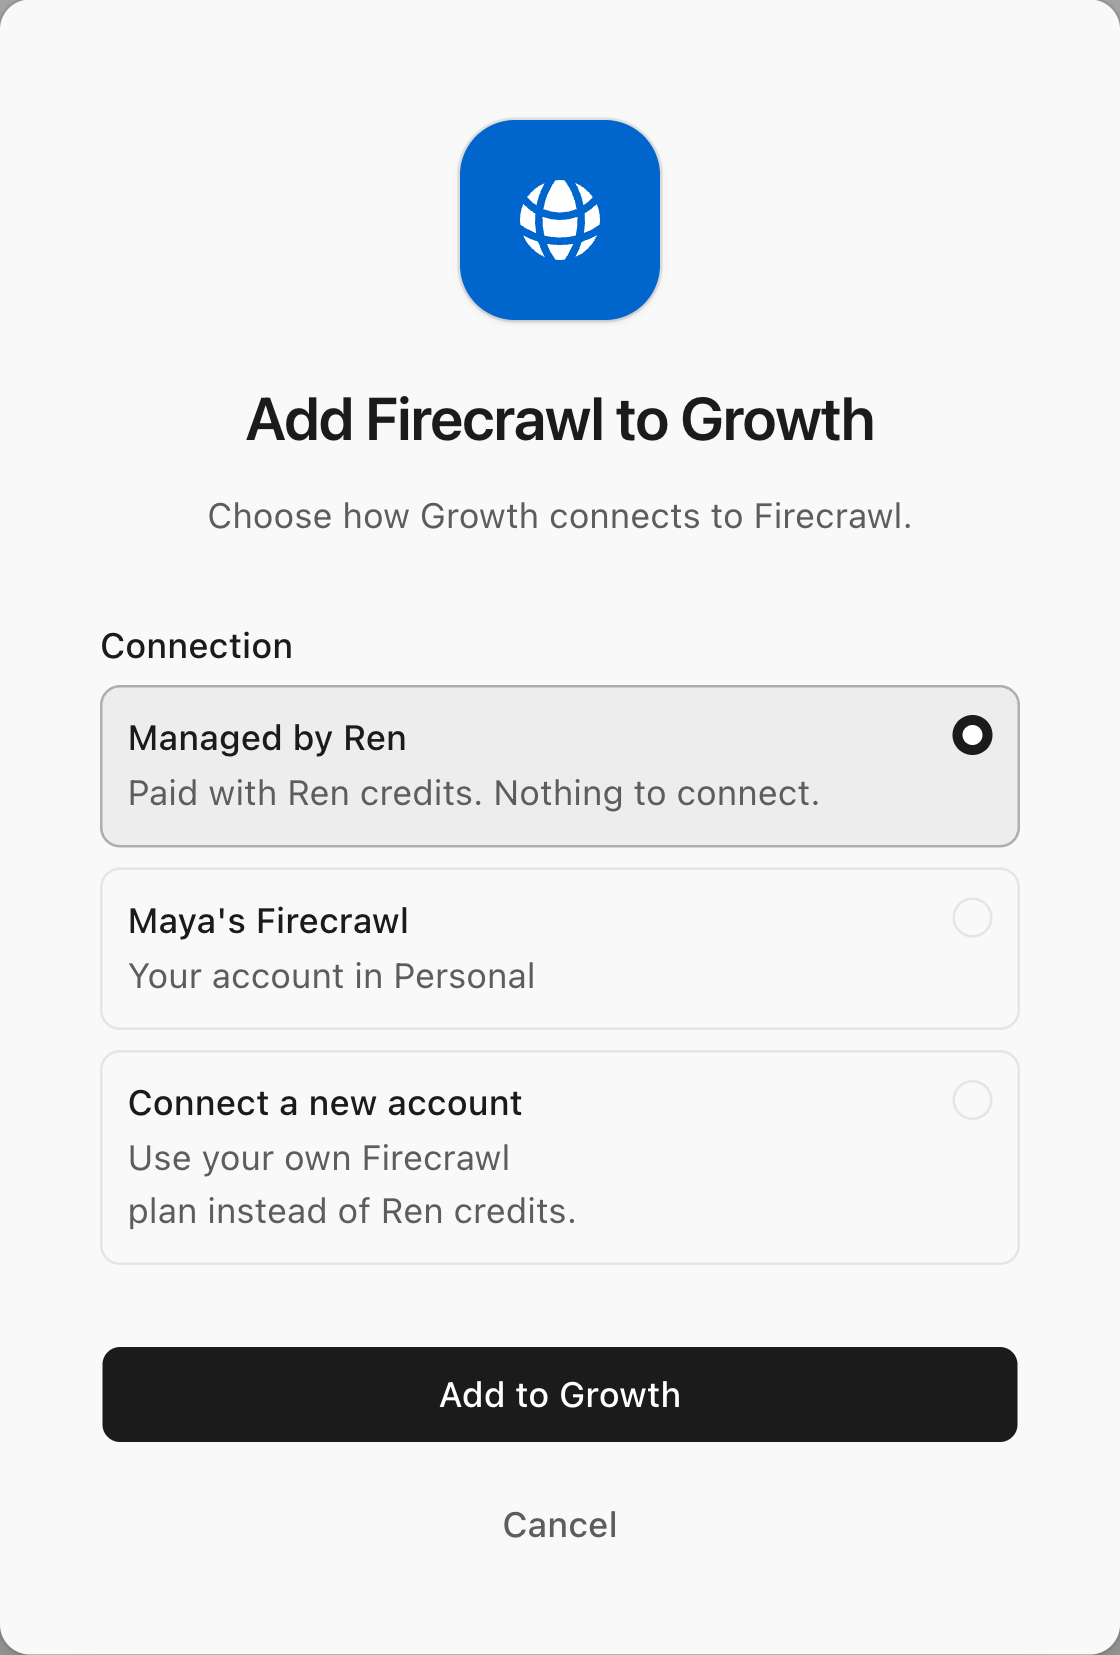 Add Firecrawl to Growth
Choose how Growth connects to Firecrawl.
Connection
Managed by Ren
Paid with Ren credits. Nothing to connect.
Maya's Firecrawl
Your account in Personal
Connect a new account
Use your own Firecrawl
plan instead of Ren credits.
Add to Growth
Cancel